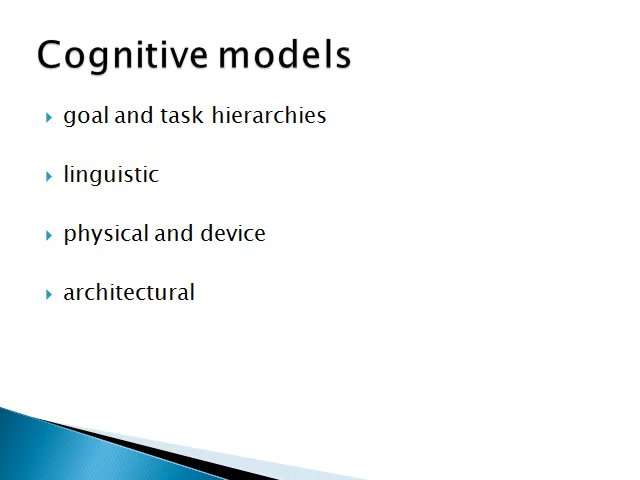 Cognitive models
goal and task hierarchies
linguistic
physical and device
architectural